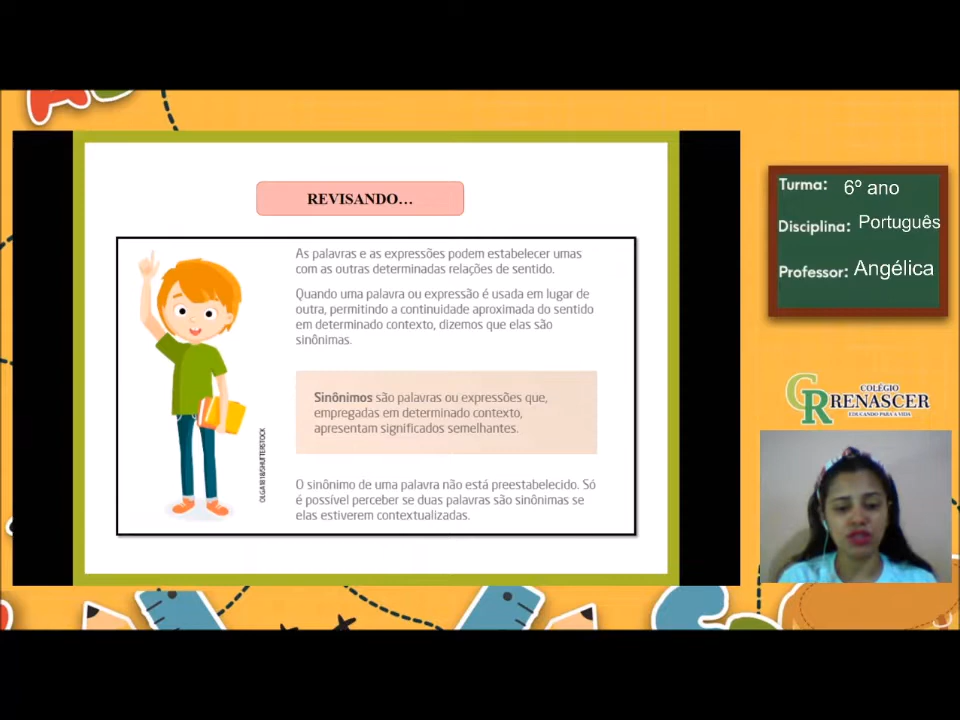 REVISANDO...
As palavras e as expressões podem estabelecer umas
com as outras determinadas relações de sentido.
Quando uma palavra ou expressão é usada em lugar de
outra, permitindo a continuidade aproximada do sentido
em determinado contexto, dizemos que elas são
sinônimas.
Sinônimos são palavras ou expressões que,
empregadas em determinado contexto,
apresentam significados semelhantes.
O sinônimo de uma palavra não está preestabelecido. Só
é possível perceber se duas palavras são sinônimas se
elas estiverem contextualizadas.
OLGA1818/SHUTTERSTOCK
Turma: 6º ano
Disciplina: Português
Professor: Angélica
CR
COLÉGIO
RENASCER
EDUCANDO PARA A VIDA